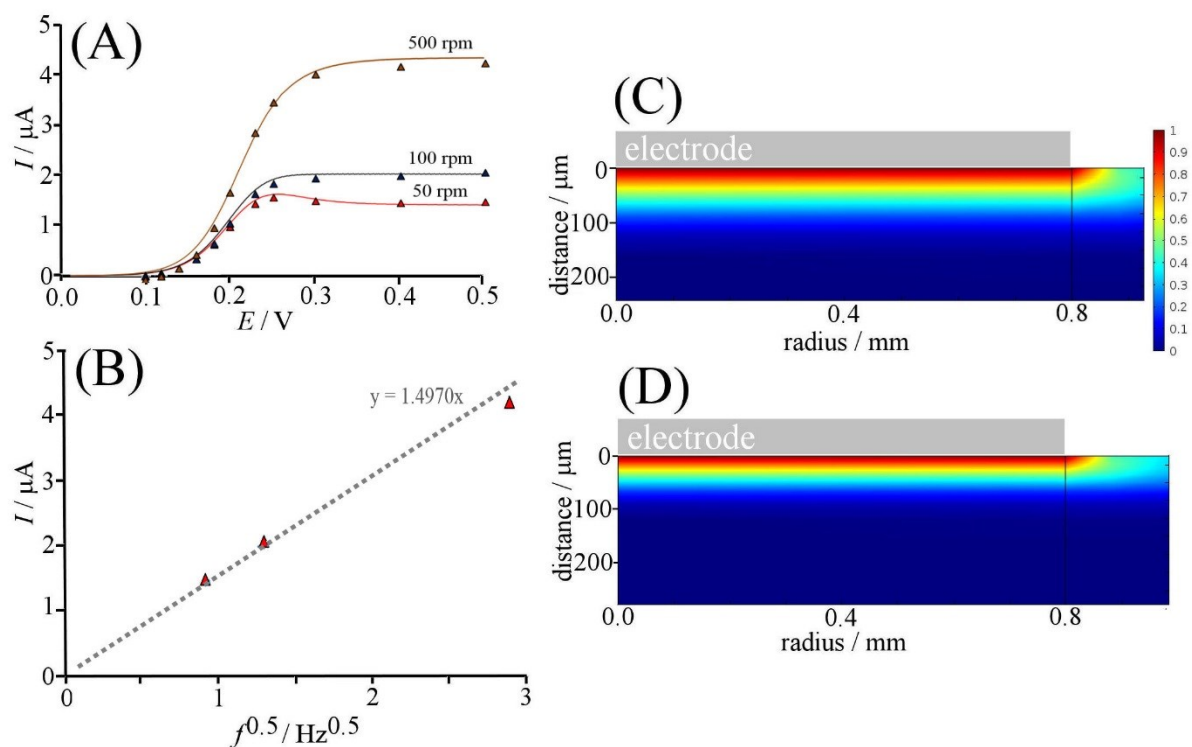 (A)
5
4
3
2
1
0
I / µA
500 rpm
100 rpm
50 rpm
0.0
0.1
0.2
0.3
0.4
0.5
E / V
(B)
5
4
3
2
1
0
I / µA
y = 1.4970x
0
1
2
3
f^0.5 / Hz^0.5
(C)
electrode
0
100
200
distance / µm
0.0
0.4
0.8
radius / mm
1
0.9
0.8
0.7
0.6
0.5
0.4
0.3
0.2
0.1
0
(D)
electrode
0
100
200
distance / µm
0.0
0.4
0.8
radius / mm